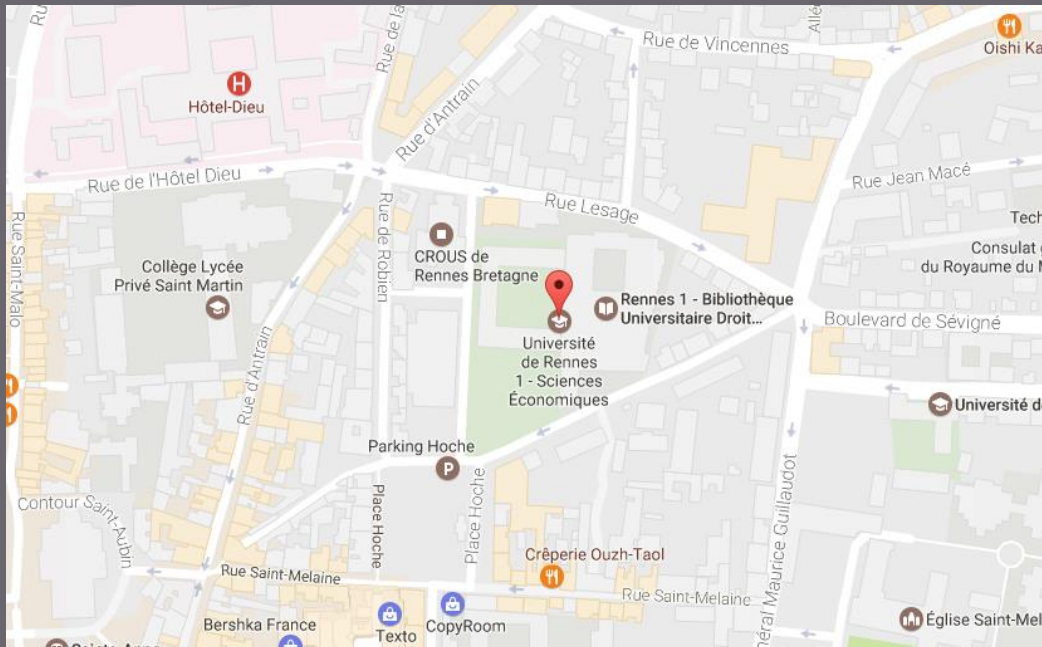 Rue de Vincennes
Oishi Ka
H
Hôtel-Dieu
Rue d'Antrain
Rue de l'Hôtel Dieu
Rue Jean Macé
Rue Lesage
Rue Saint-Malo
Rue de Robien
Tech
Consulat
du Royaume du
CROUS de
Rennes Bretagne
Collège Lycée
Privé Saint Martin
Rennes 1 - Bibliothèque
Universitaire Droit...
Boulevard de Sévigné
Université
de Rennes
1 - Sciences
Économiques
Rue d'Antrain
Université d
Parking Hoche
P
Place Hoche
Place Hoche
Contour Saint-Aubin
Crêperie Ouzh-Taol
Rue Saint-Melaine
Rue Saint-Melaine
Maurice Guillaudot
Bershka France
Texto
CopyRoom
Église Saint-Mel